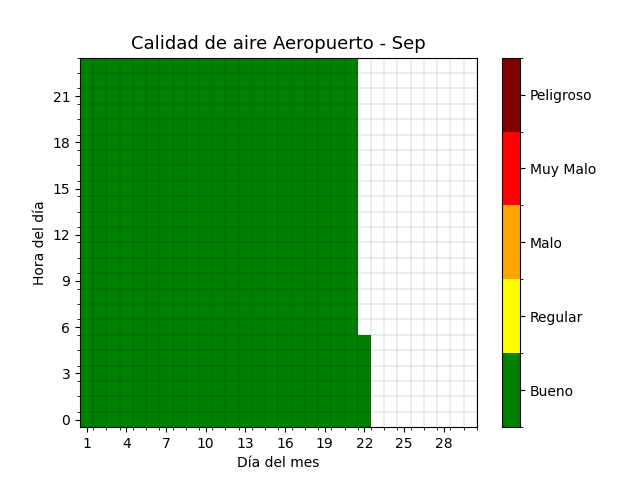 Calidad de aire Aeropuerto - Sep
Hora del día
21
18
15
12
9
6
3
0
1 4 7 10 13 16 19 22 25 28
Día del mes
Peligroso
Muy Malo
Malo
Regular
Bueno